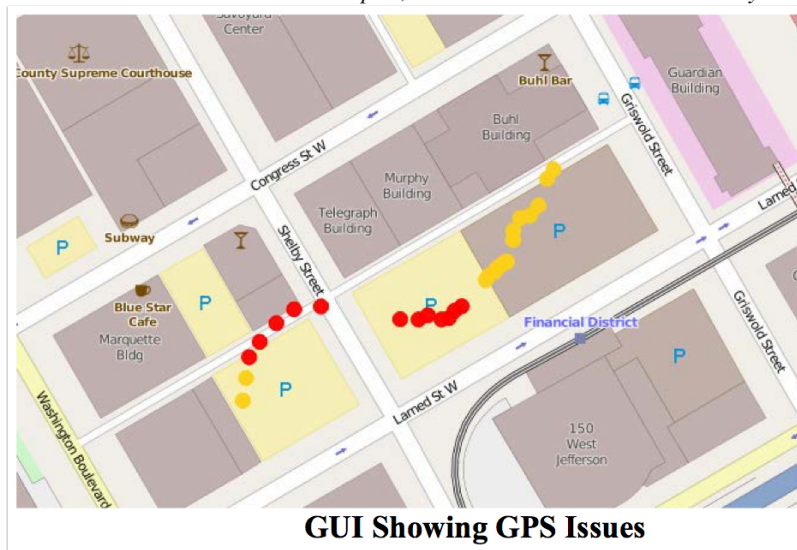 Savoyard
Center
County Supreme Courthouse
Buhl Bar
Guardian
Building
Griswold Street
Buhl
Building
Congress St W
Murphy
Building
Telegraph
Building
Larned
P
Subway
Shelby Street
P
P
Blue Star
Cafe
P
Marquette
Bldg
Financial District
Griswold Street
P
P
Washington Boulevard
Larned St W
150
West
Jefferson
GUI Showing GPS Issues